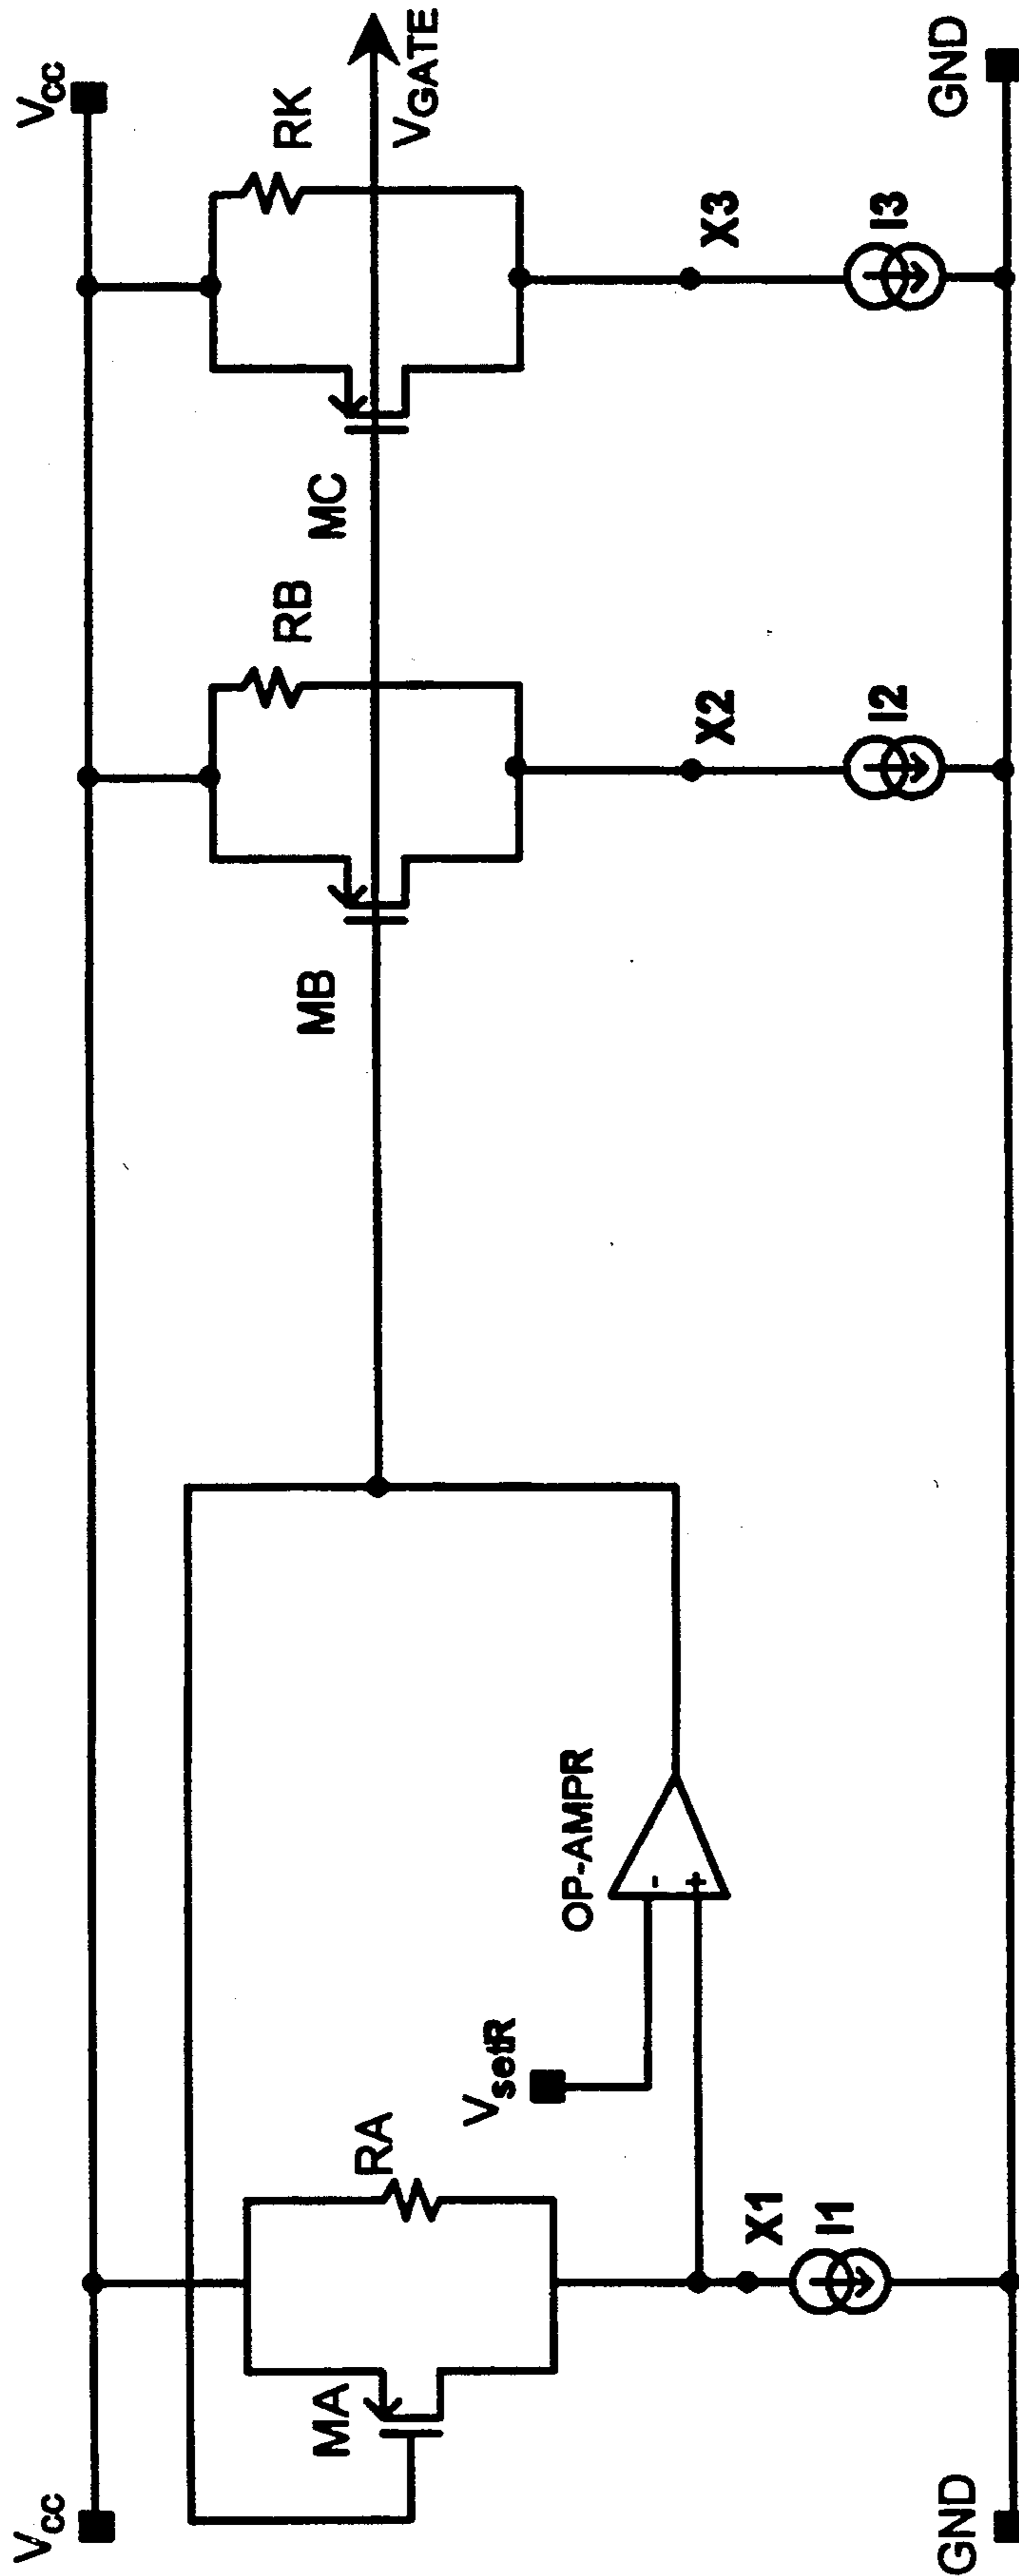 Vcc
Vcc
RK
VGATE
MC
RB
MB
X3
I3
X2
I2
OP-AMPR
-
+
VsetR
RA
MA
X1
I1
GND
GND